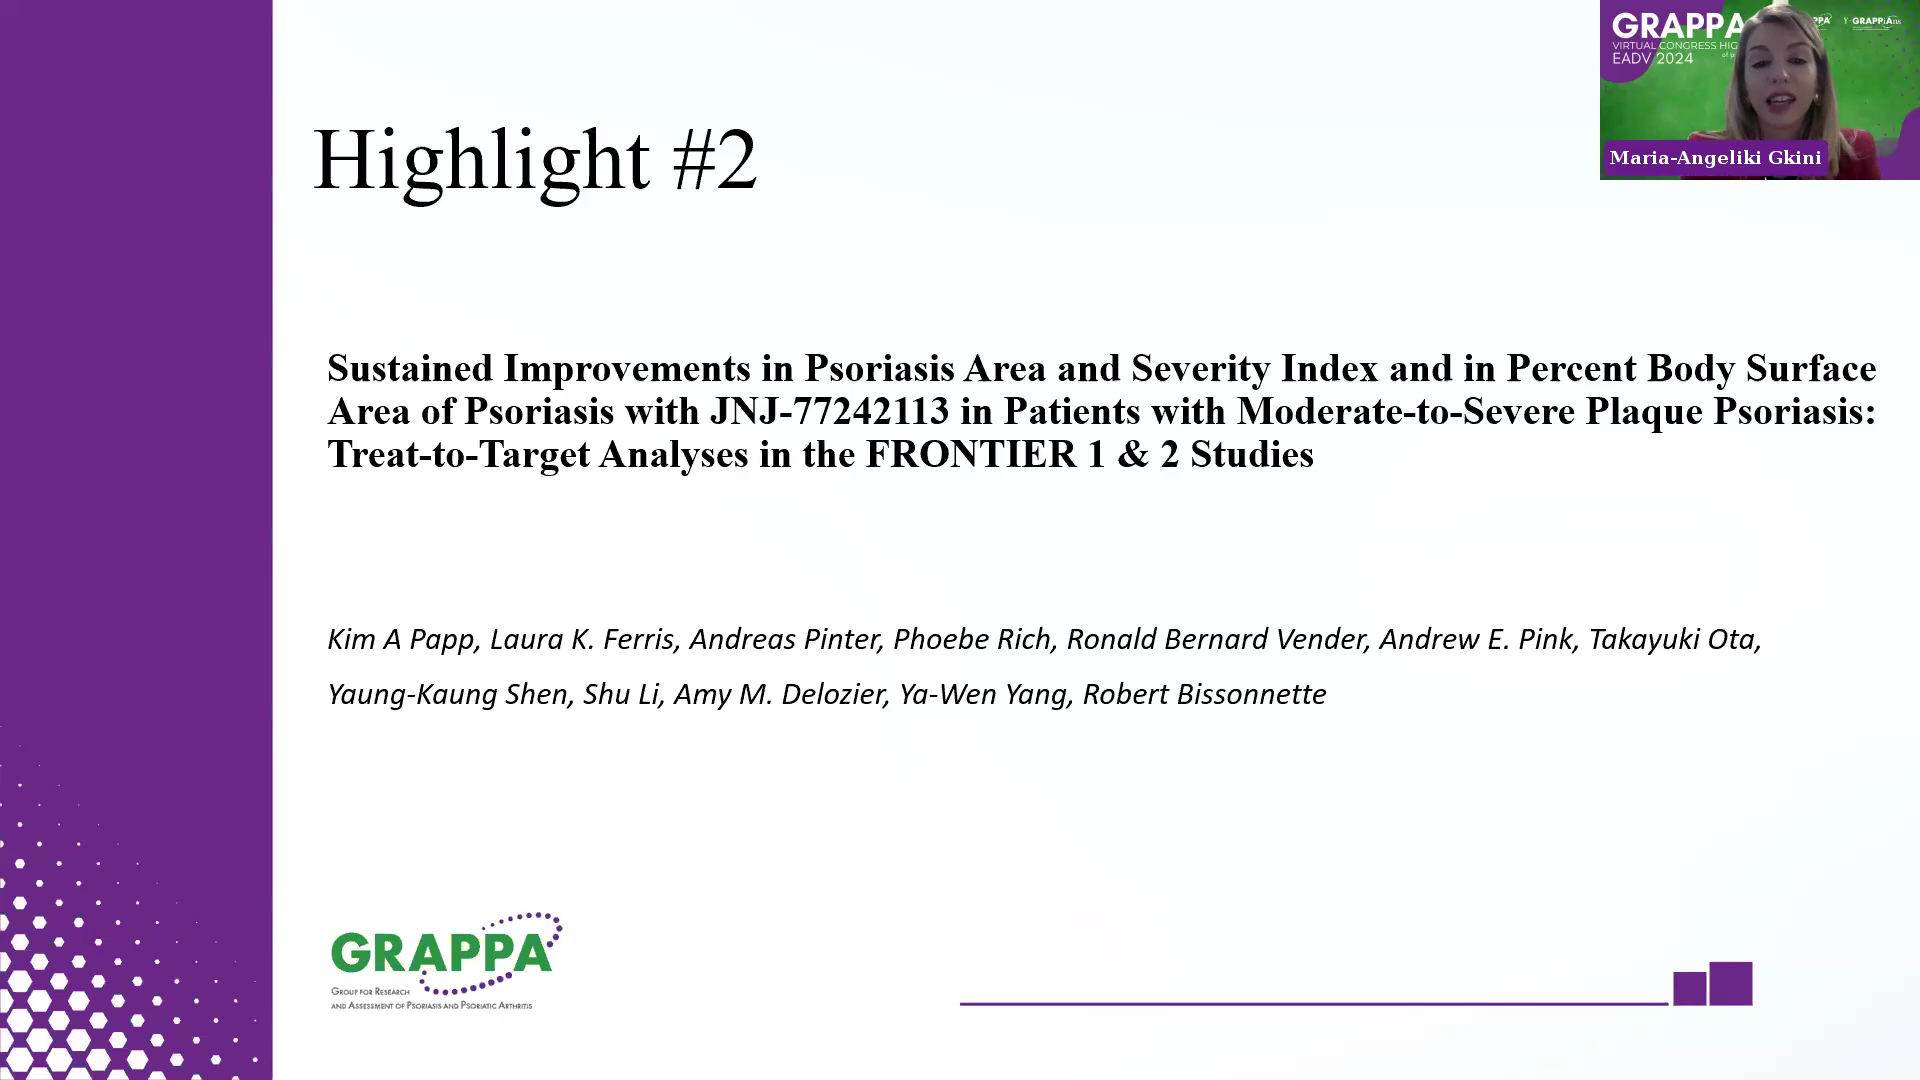 Highlight #2
GRAPPA
VIRTUAL CONGRESS HIG
EADV 2024
Maria-Angeliki Gkini
Sustained Improvements in Psoriasis Area and Severity Index and in Percent Body Surface
Area of Psoriasis with JNJ-77242113 in Patients with Moderate-to-Severe Plaque Psoriasis:
Treat-to-Target Analyses in the FRONTIER 1 & 2 Studies
Kim A Papp, Laura K. Ferris, Andreas Pinter, Phoebe Rich, Ronald Bernard Vender, Andrew E. Pink, Takayuki Ota,
Yaung-Kaung Shen, Shu Li, Amy M. Delozier, Ya-Wen Yang, Robert Bissonnette
GRAPPA
Group for Research
and Assessment of Psoriasis and Psoriatic Arthritis